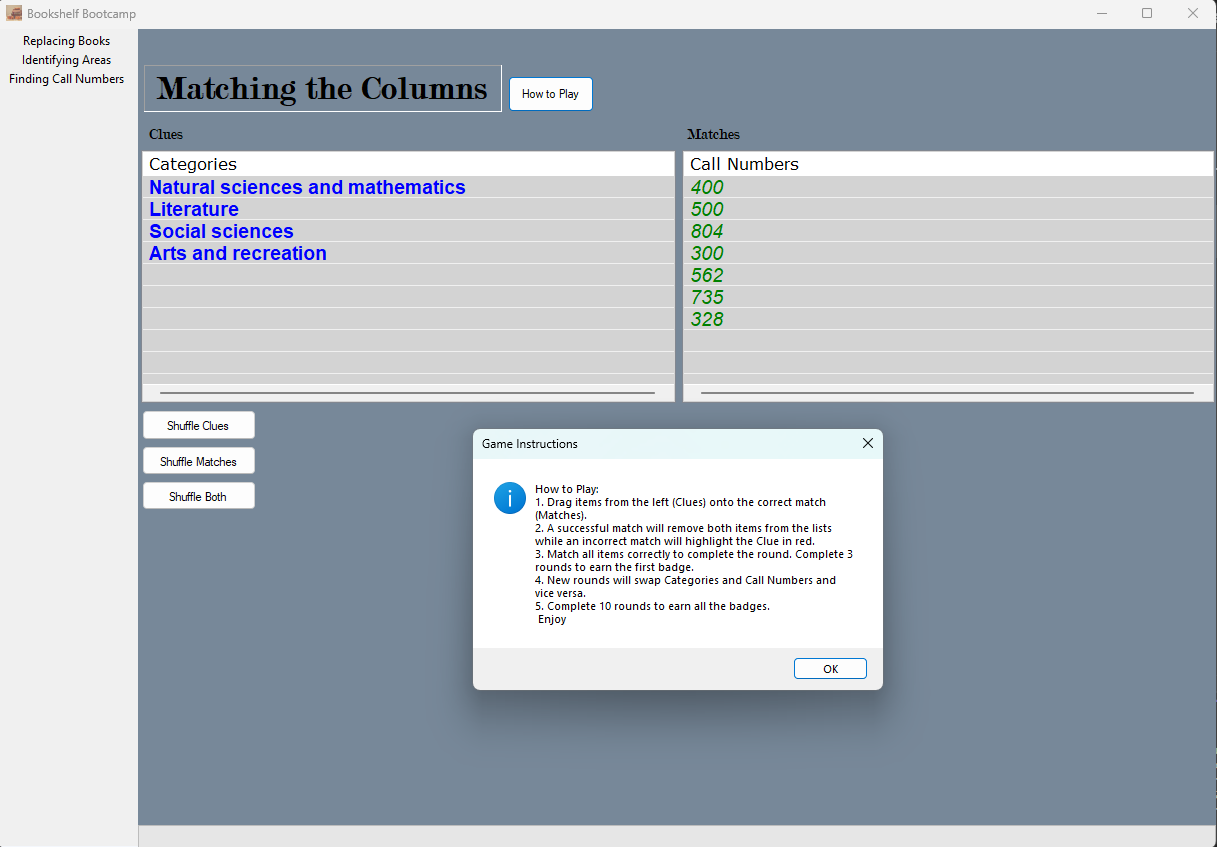 Bookshelf Bootcamp
Replacing Books
Identifying Areas
Finding Call Numbers
Matching the Columns
How to Play
Clues
Matches
Categories
Natural sciences and mathematics
Literature
Social sciences
Arts and recreation
Call Numbers
400
500
804
300
562
735
328
Shuffle Clues
Shuffle Matches
Shuffle Both
Game Instructions
How to Play:
1. Drag items from the left (Clues) onto the correct match
(Matches).
2. A successful match will remove both items from the lists
while an incorrect match will highlight the Clue in red.
3. Match all items correctly to complete the round. Complete 3
rounds to earn the first badge.
4. New rounds will swap Categories and Call Numbers and
vice versa.
5. Complete 10 rounds to earn all the badges.
Enjoy
OK